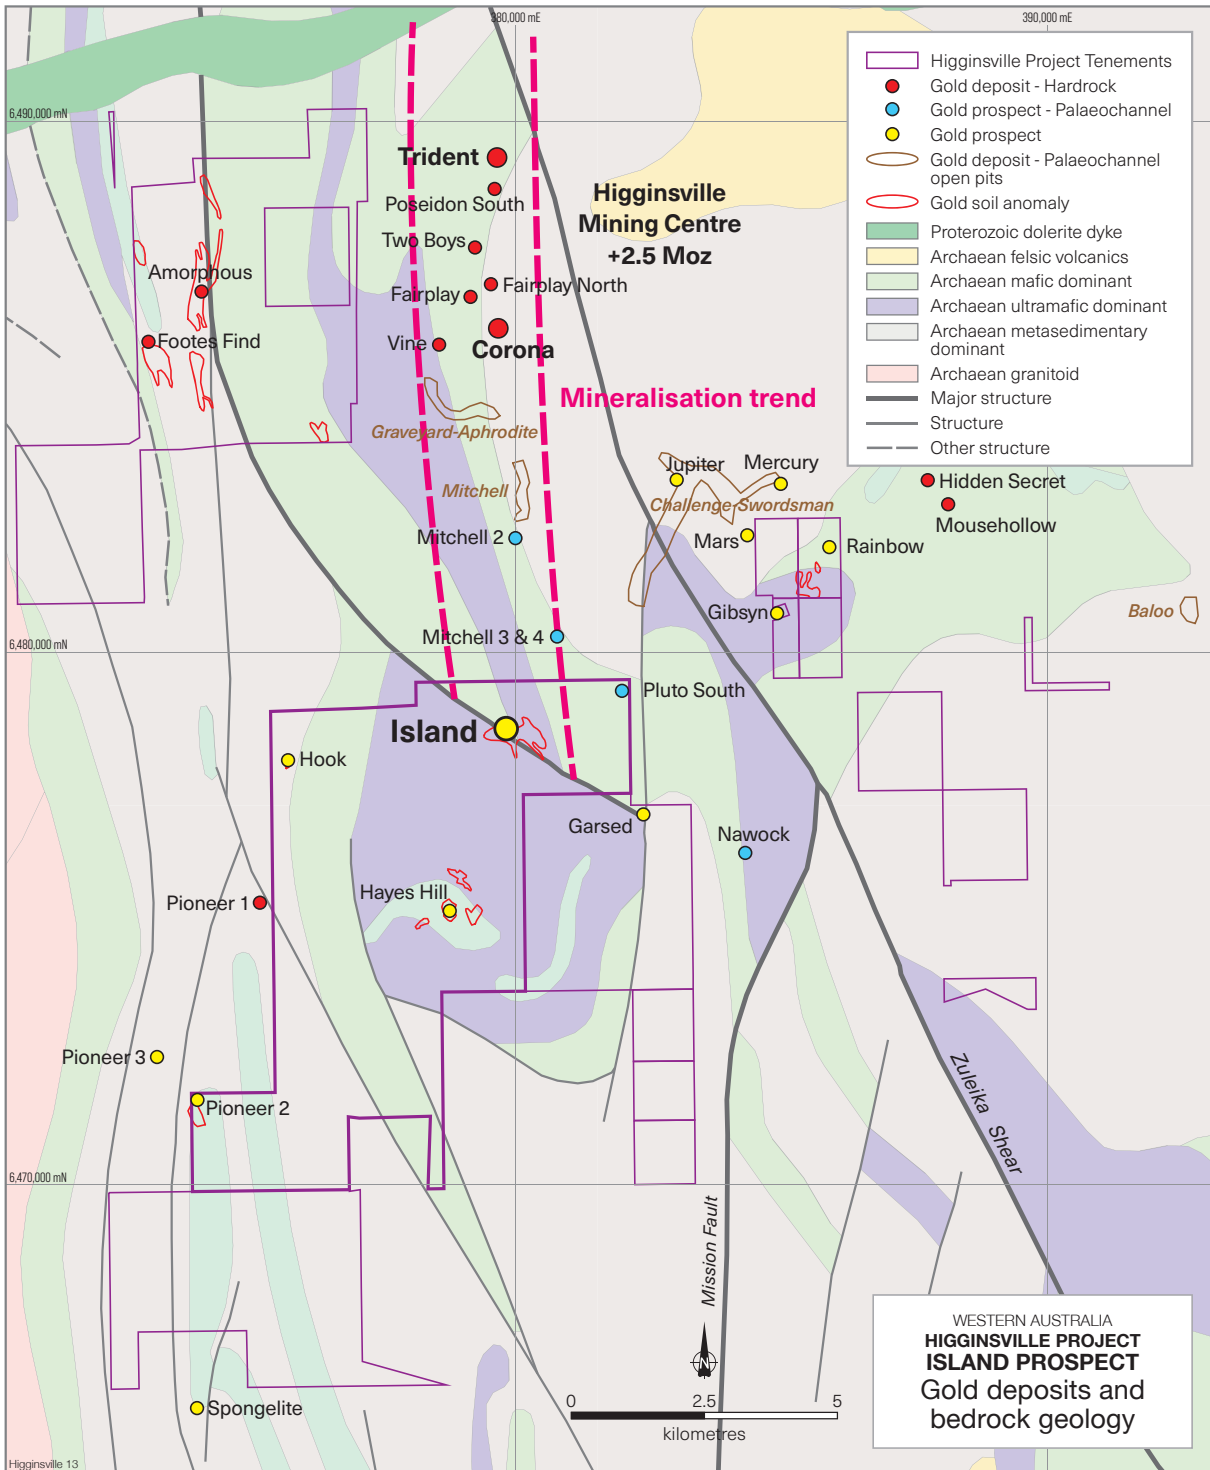 380,000 mE
390,000 mE
Higginsville Project Tenements
Gold deposit - Hardrock
Gold prospect - Palaeochannel
Gold prospect
Gold deposit - Palaeochannel
open pits
Gold soil anomaly
Proterozoic dolerite dyke
Archaean felsic volcanics
Archaean mafic dominant
Archaean ultramafic dominant
Archaean metasedimentary
dominant
Archaean granitoid
Major structure
Structure
Other structure
6,490,000 mN
Trident
Poseidon South
Higginsville
Mining Centre
+2.5 Moz
Two Boys
Amorphous
Fairplay North
Fairplay
Footes Find
Vine
Corona
Mineralisation trend
Graveyard-Aphrodite
Jupiter
Mercury
Hidden Secret
Mitchell
Challenge-Swordsman
Mousehollow
Mitchell 2
Mars
Rainbow
Gibsyn
Baloo
Mitchell 3 & 4
6,480,000 mN
Pluto South
Island
Hook
Garsed
Nawock
Hayes Hill
Pioneer 1
Pioneer 3
Pioneer 2
Zuleika Shear
6,470,000 mN
Mission Fault
N
0 2.5 5
kilometres
Spongelite
WESTERN AUSTRALIA
HIGGINSVILLE PROJECT
ISLAND PROSPECT
Gold deposits and
bedrock geology
Higginsville 13